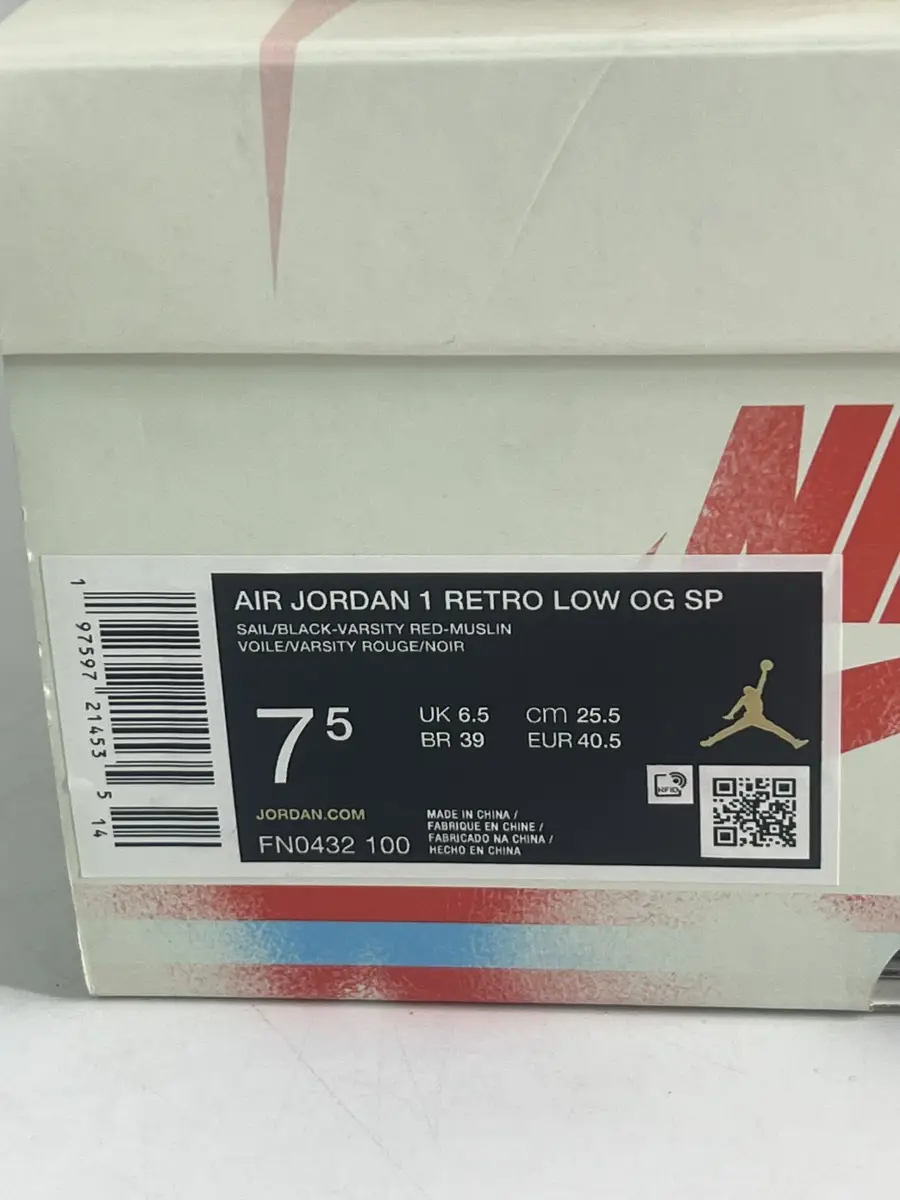 AIR JORDAN 1 RETRO LOW OG SP
SAIL/BLACK-VARSITY RED-MUSLIN
VOILE/VARSITY ROUGE/NOIR
7 5
UK 6.5 cm 25.5
BR 39 EUR 40.5
JORDAN.COM
FN0432 100
MADE IN CHINA /
FABRIQUE EN CHINE /
FABRICADO NA CHINA /
HECHO EN CHINA
RFID
1 97597 21453 5 14